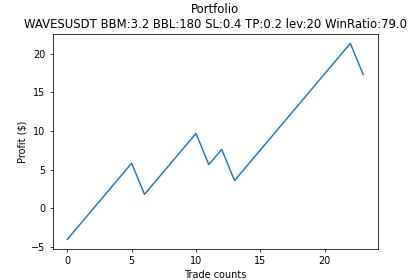 Portfolio
WAVESUSDT BBM:3.2 BBL:180 SL:0.4 TP:0.2 lev:20 WinRatio:79.0
Profit ($)
20
15
10
5
0
−5
0 5 10 15 20
Trade counts